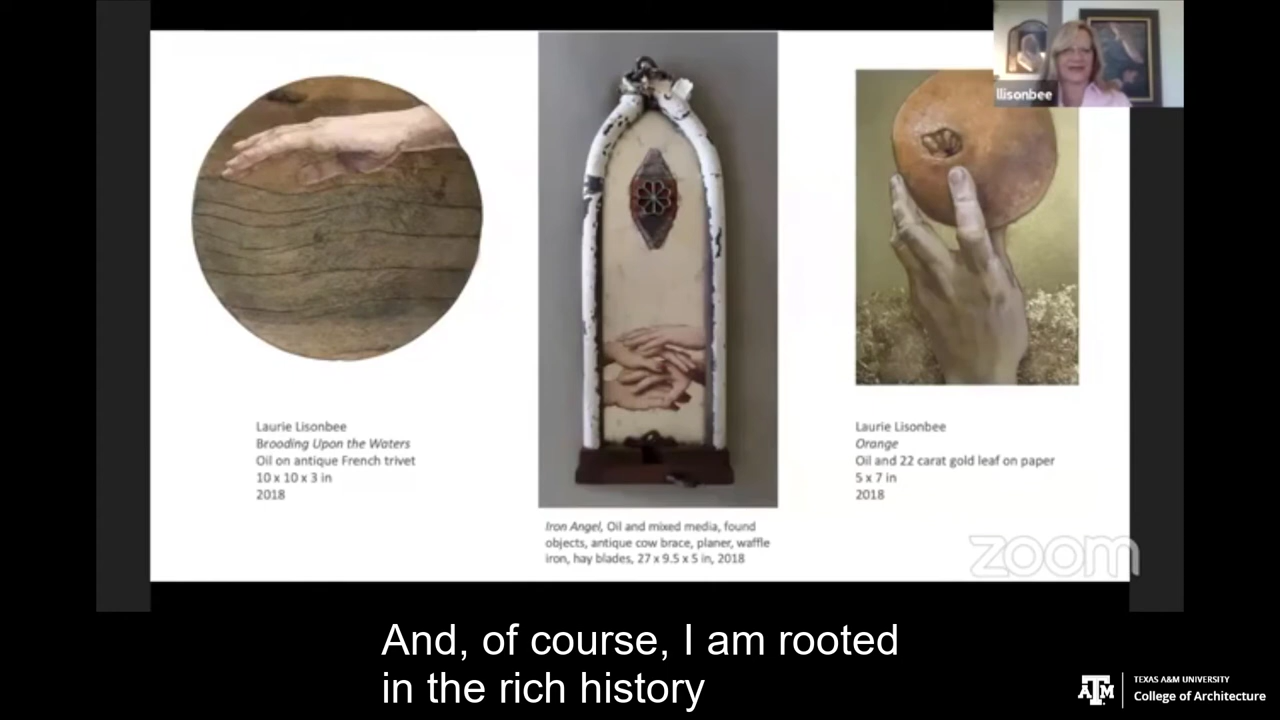 llisonbee
Laurie Lisonbee
Brooding Upon the Waters
Oil on antique French trivet
10 x 10 x 3 in
2018
Iron Angel, Oil and mixed media, found
objects, antique cow brace, planer, waffle
iron, hay blades, 27 x 9.5 x 5 in, 2018
Laurie Lisonbee
Orange
Oil and 22 carat gold leaf on paper
5 x 7 in
2018
zoom
And, of course, I am rooted
in the rich history
ATM
TEXAS A&M UNIVERSITY
College of Architecture